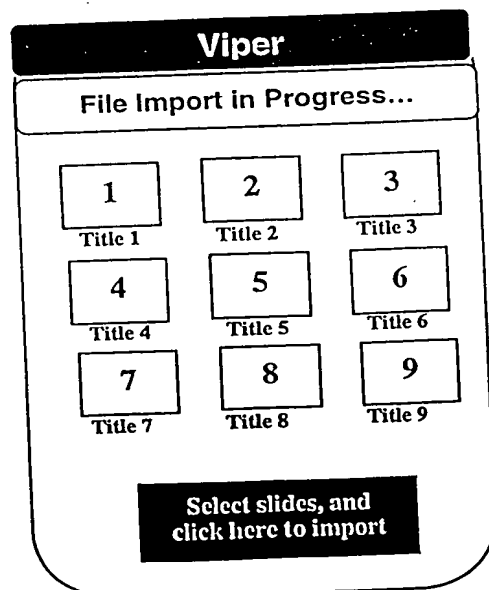 Viper
File Import in Progress...
1 2 3
Title 1 Title 2 Title 3
4 5 6
Title 4 Title 5 Title 6
7 8 9
Title 7 Title 8 Title 9
Select slides, and
click here to import